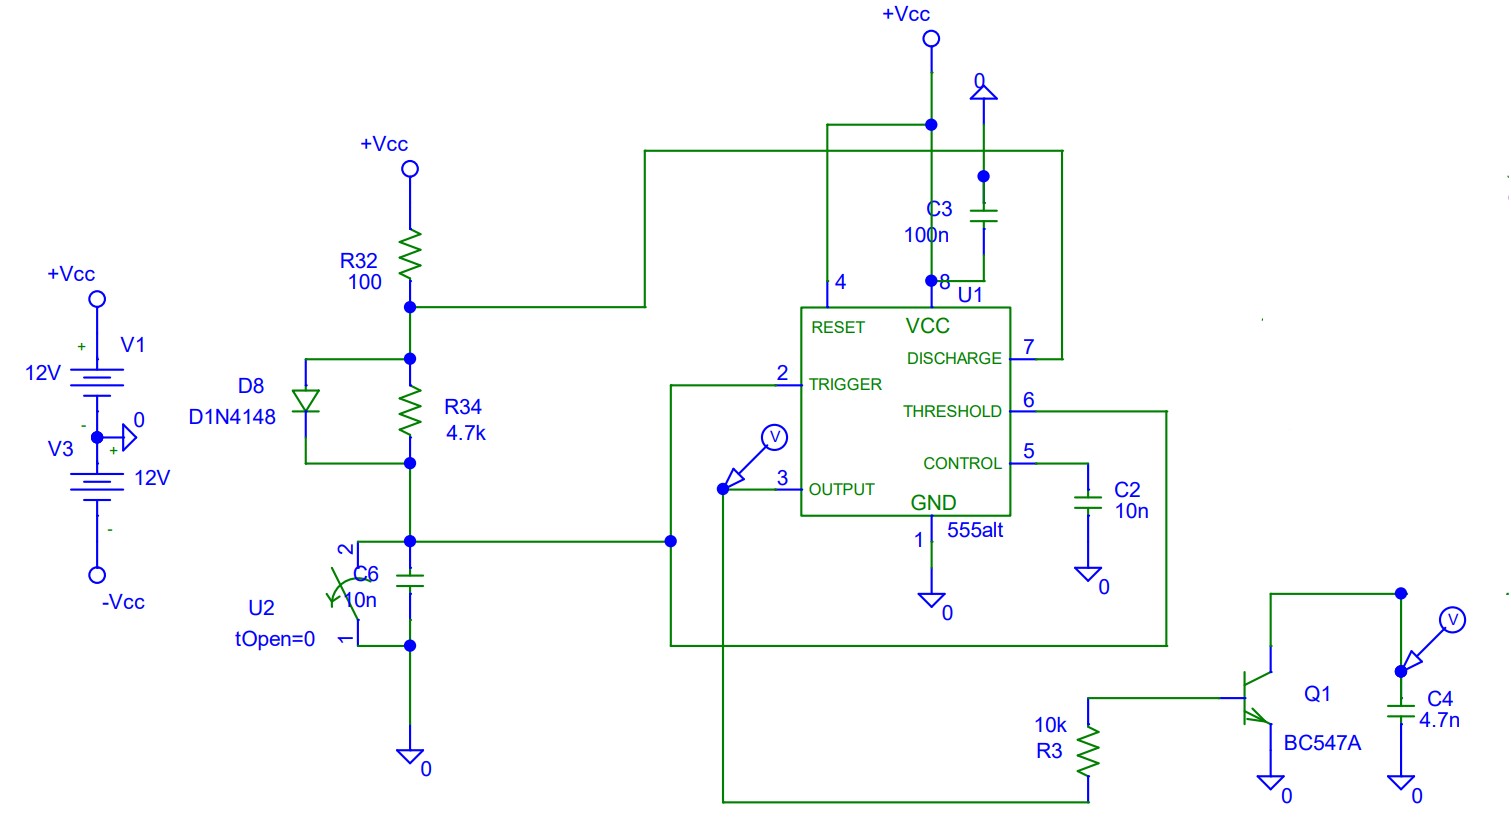 +Vcc
0
+Vcc
C3
100n
R32
100
+Vcc
4
8
U1
RESET
VCC
DISCHARGE
7
+
V1
12V
2
TRIGGER
D8
D1N4148
R34
4.7k
THRESHOLD
6
-
0
V3
+
12V
V
3
OUTPUT
CONTROL
5
C2
10n
GND
555alt
1
0
-
-Vcc
2
C6
10n
U2
tOpen=0
1
0
0
V
Q1
C4
4.7n
10k
R3
BC547A
0
0